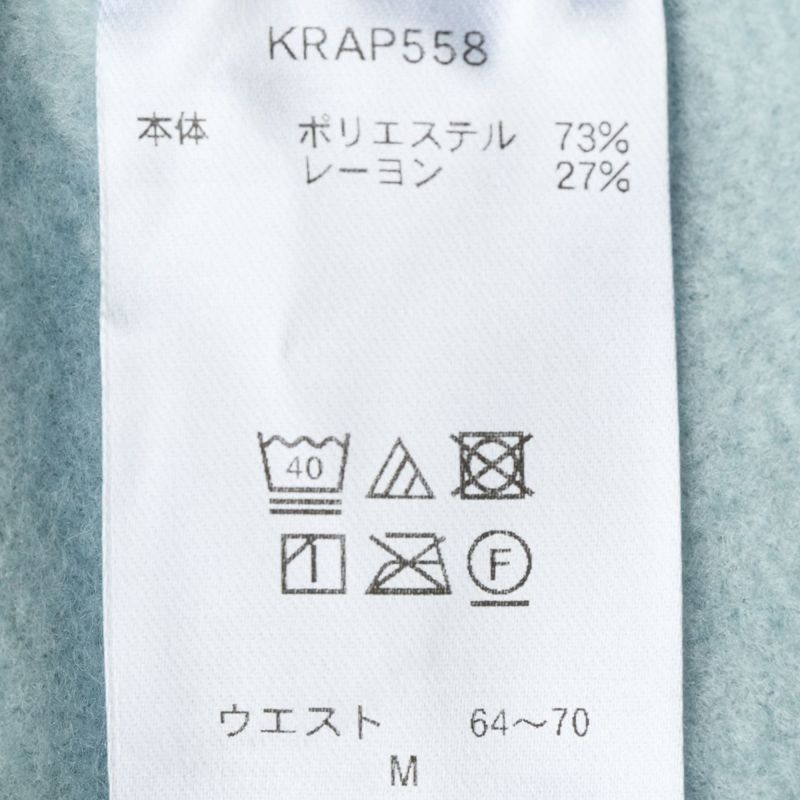 KRAP558
本体 ポリエステル 73%
レーヨン 27%
40
F
ウエスト 64〜70
M